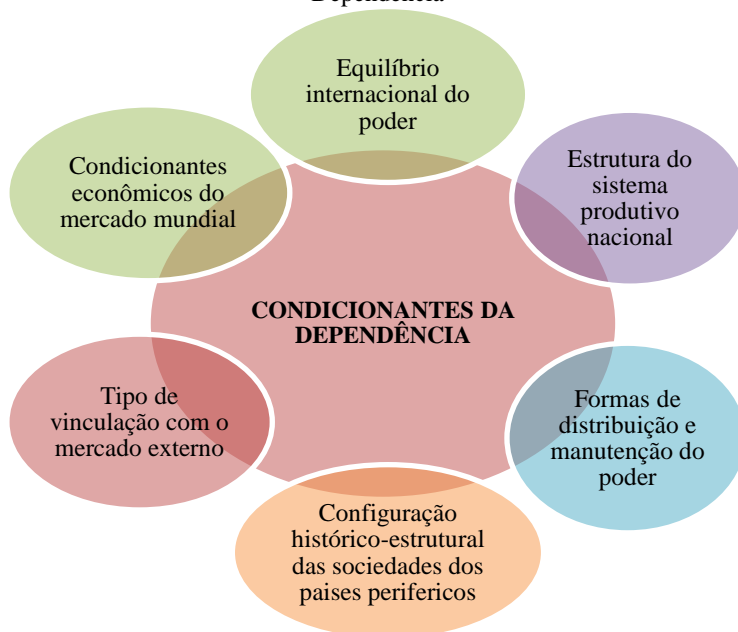 Dependência
Equilíbrio
internacional do
poder
Condicionantes
econômicos do
mercado mundial
Estrutura do
sistema
produtivo
nacional
CONDICIONANTES DA
DEPENDÊNCIA
Tipo de
vinculação com o
mercado externo
Formas de
distribuição e
manutenção do
poder
Configuração
histórico-estrutural
das sociedades dos
paises perifericos